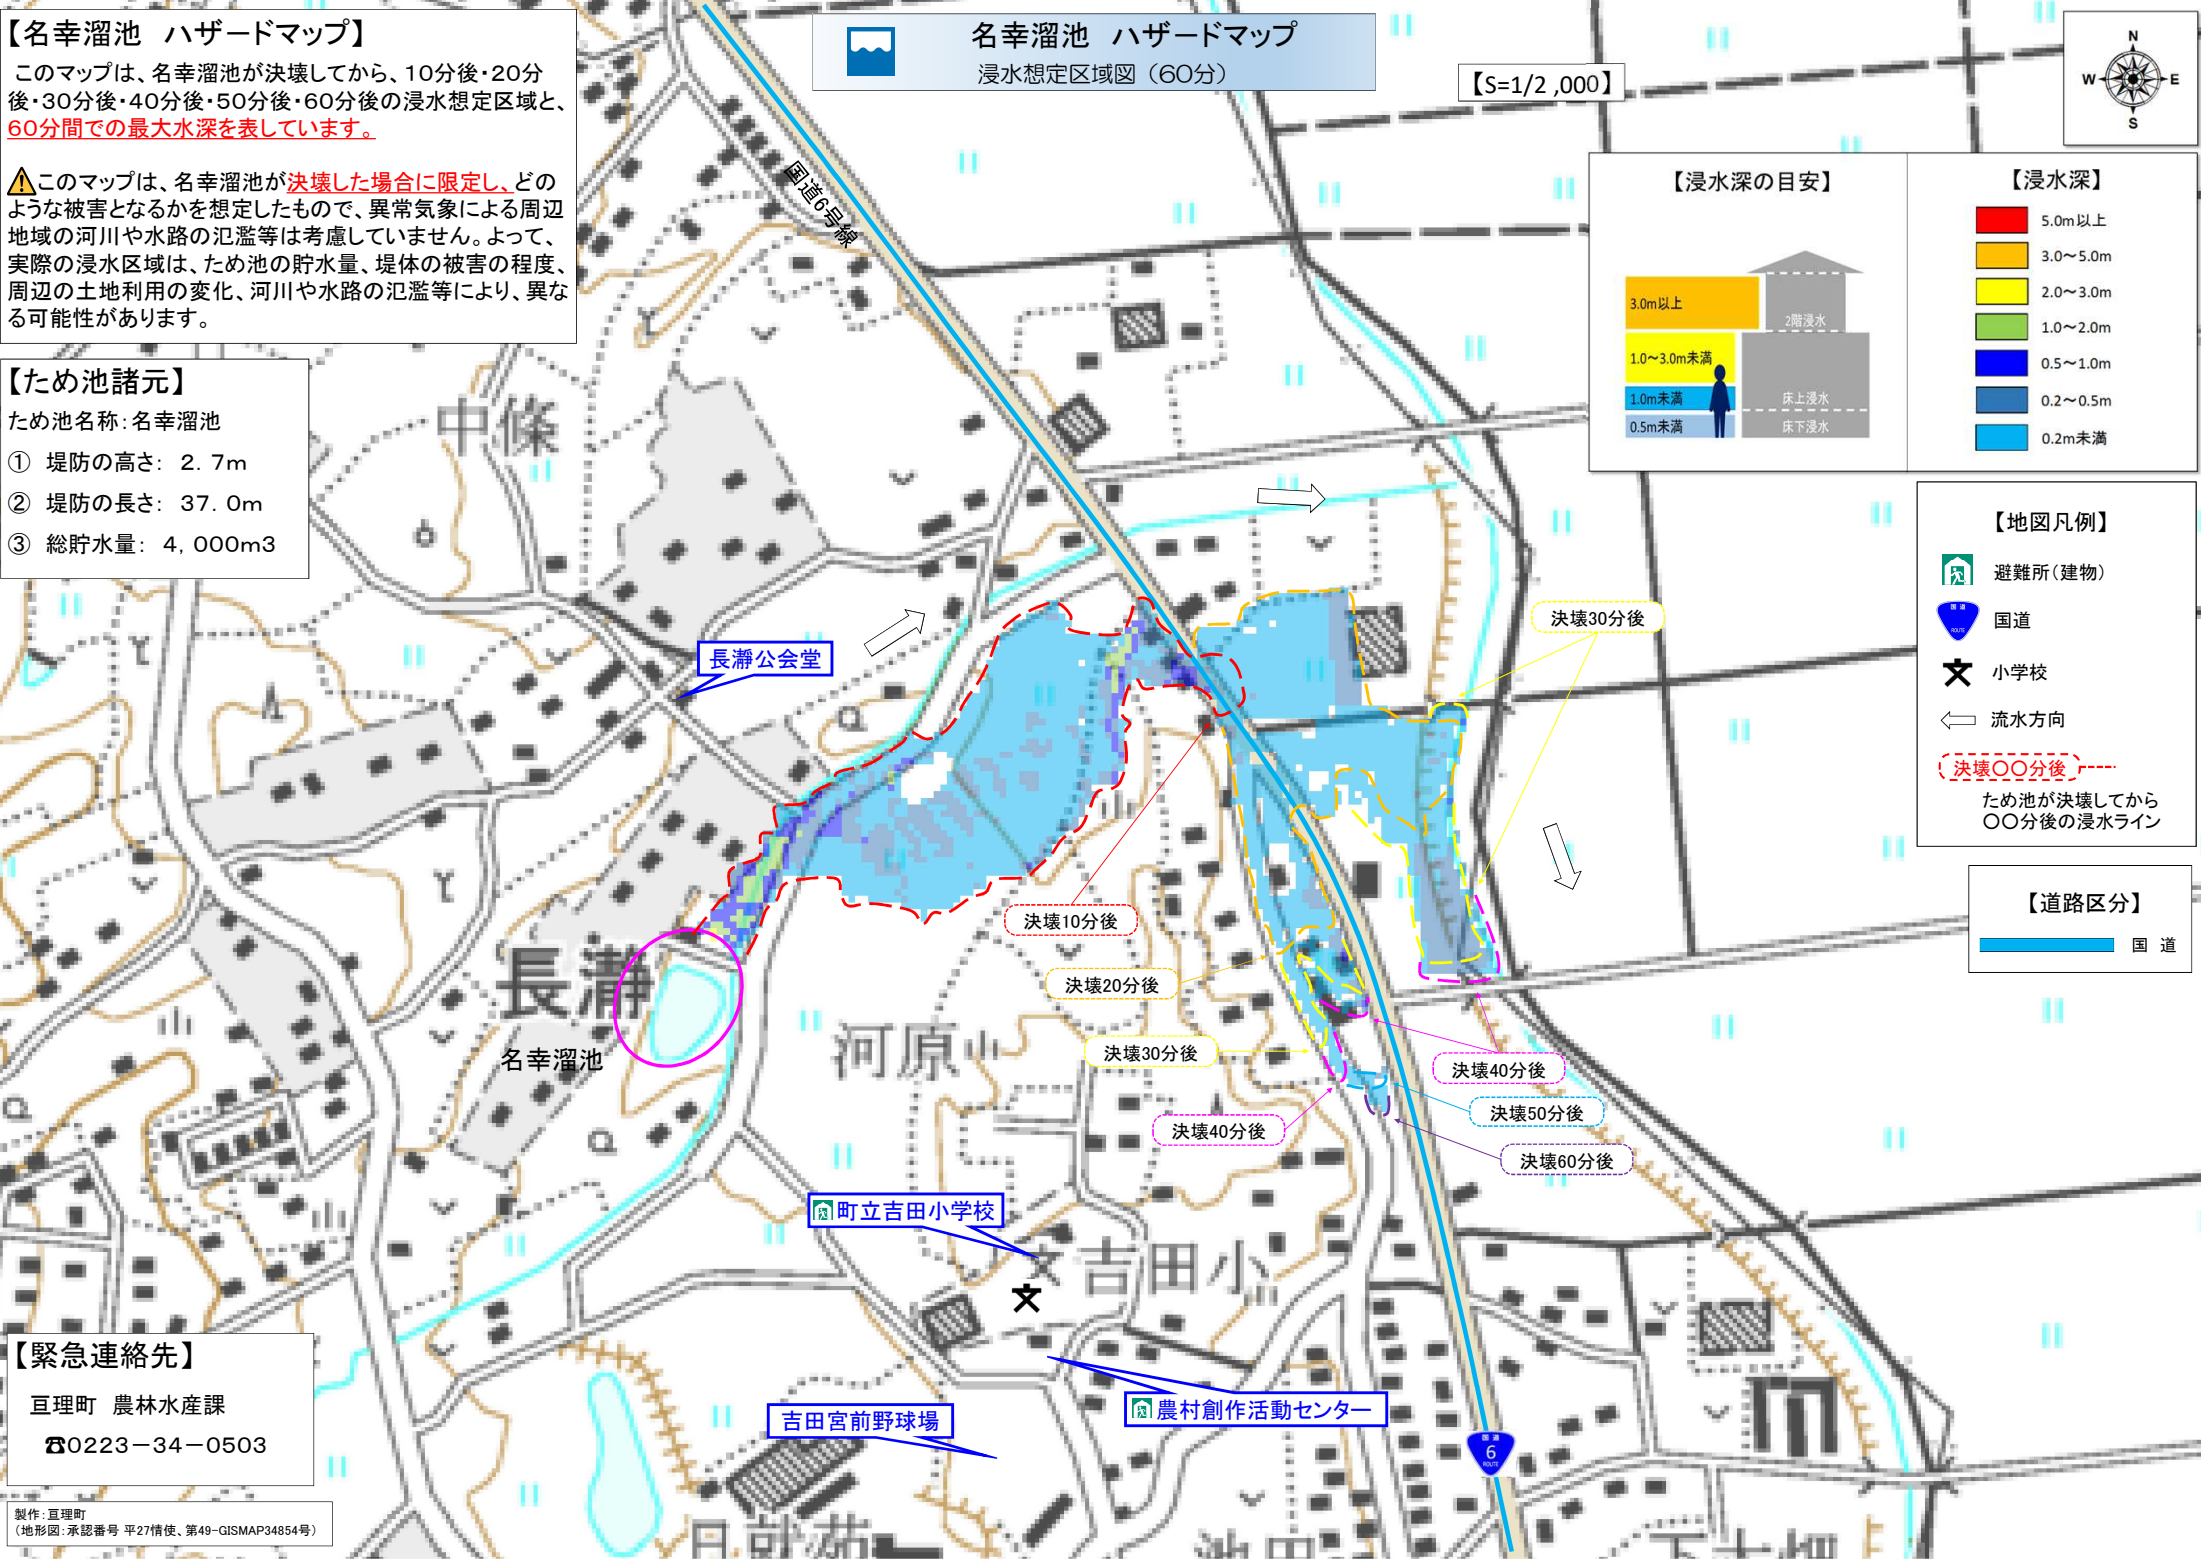 【名幸溜池　ハザードマップ】
このマップは、名幸溜池が決壊してから、10分後・20分
後・30分後・40分後・50分後・60分後の浸水想定区域と、
60分間での最大水深を表しています。
このマップは、名幸溜池が決壊した場合に限定し、どの
ような被害となるかを想定したもので、異常気象による周辺
地域の河川や水路の氾濫等は考慮していません。よって、
実際の浸水区域は、ため池の貯水量、堤体の被害の程度、
周辺の土地利用の変化、河川や水路の氾濫等により、異な
る可能性があります。
【ため池諸元】
ため池名称：名幸溜池
① 堤防の高さ：　２．７ｍ
② 堤防の長さ：　３７．０ｍ
③ 総貯水量：　４，０００ｍ3
名幸溜池　ハザードマップ
浸水想定区域図（60分）
【S=1/2,000】
N
W
E
S
【浸水深の目安】
3.0m以上
1.0～3.0m未満
1.0m未満
0.5m未満
2階浸水
床上浸水
床下浸水
【浸水深】
5.0m以上
3.0～5.0m
2.0～3.0m
1.0～2.0m
0.5～1.0m
0.2～0.5m
0.2m未満
【地図凡例】
避難所（建物）
国道
ROUTE
国道
小学校
流水方向
決壊〇〇分後
ため池が決壊してから
〇〇分後の浸水ライン
【道路区分】
国　道
国道6号線
中條
長瀞公会堂
決壊30分後
決壊10分後
長瀞
名幸溜池
河原
決壊20分後
決壊30分後
決壊40分後
決壊40分後
決壊50分後
決壊60分後
町立吉田小学校
吉田小
農村創作活動センター
吉田宮前野球場
国道
6
ROUTE
【緊急連絡先】
亘理町　農林水産課
☎０２２３－３４－０５０３
製作：亘理町
（地形図：承認番号 平27情使、第49-GISMAP34854号）